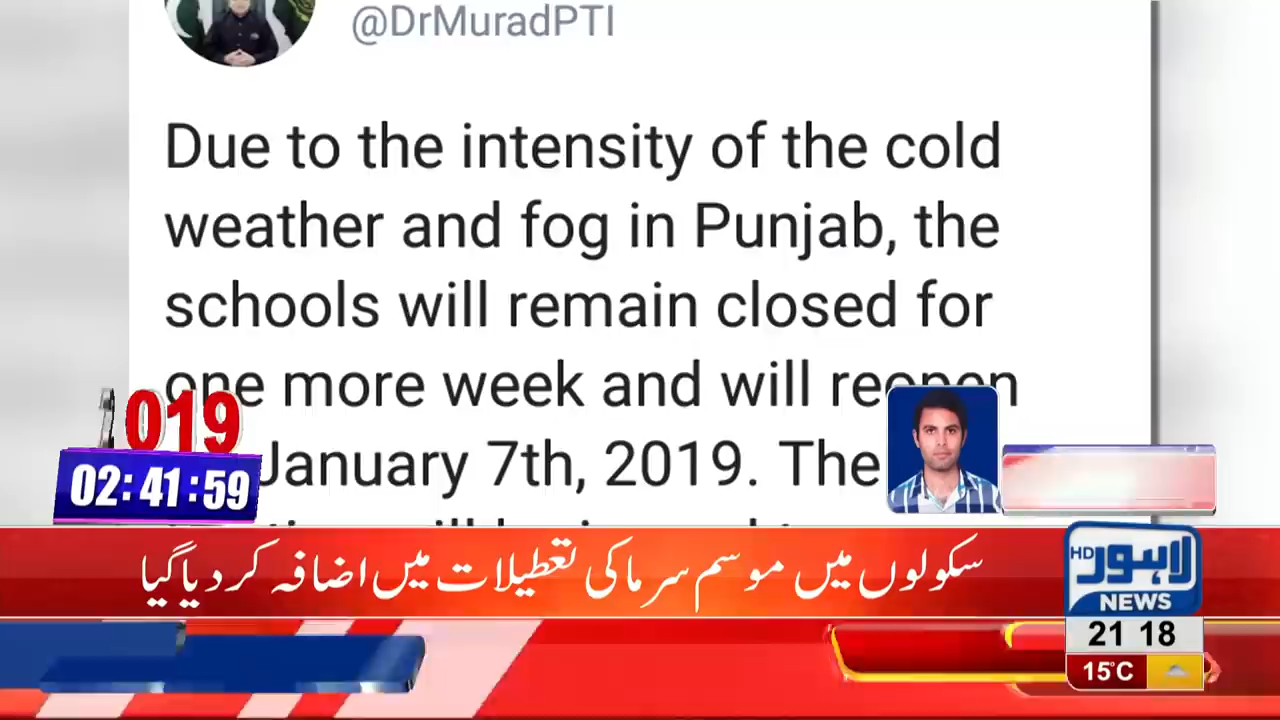 @DrMuradPTI
Due to the intensity of the cold
weather and fog in Punjab, the
schools will remain closed for
one more week and will reopen
January 7th, 2019. The
019
02:41:59
سکولوں میں موسم سرما کی تعطیلات میں اضافہ کر دیا گیا
HD
لاہور
NEWS
21 18
15°C